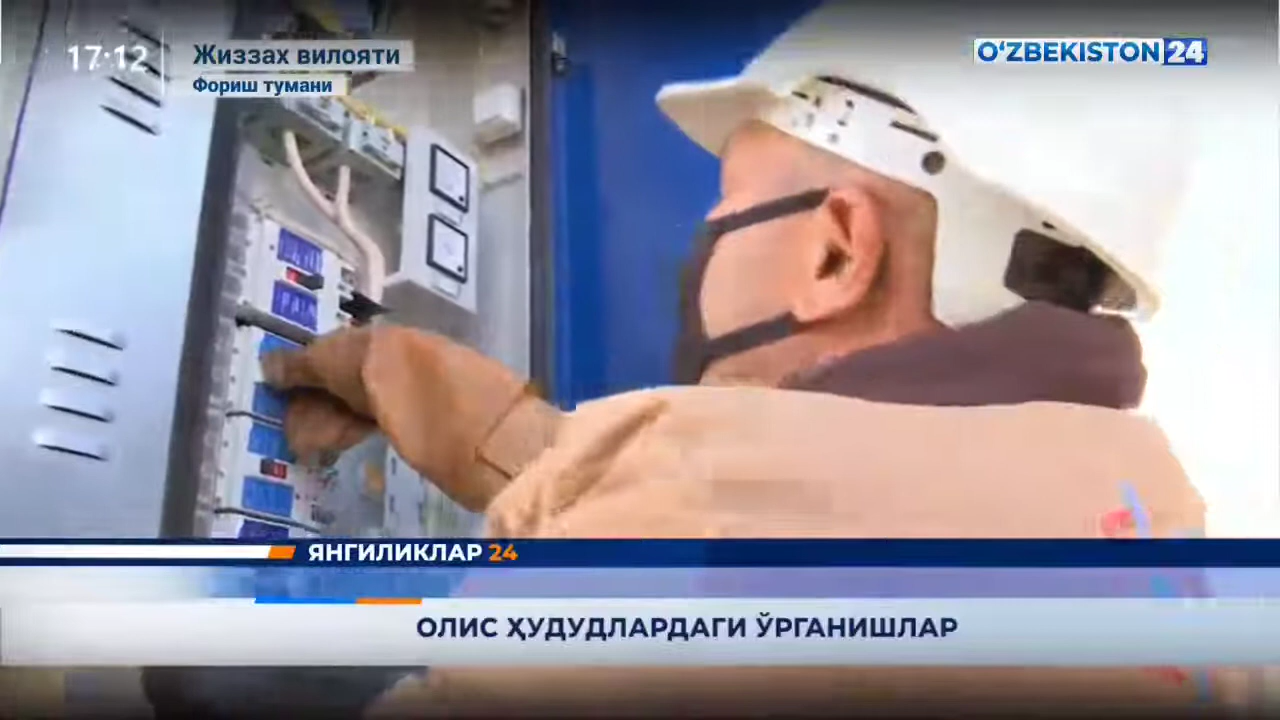 17:12
Жиззах вилояти
Фориш тумани
O‘ZBEKISTON 24
ЯНГИЛИКЛАР 24
ОЛИС ҲУДУДЛАРДАГИ ЎРГАНИШЛАР